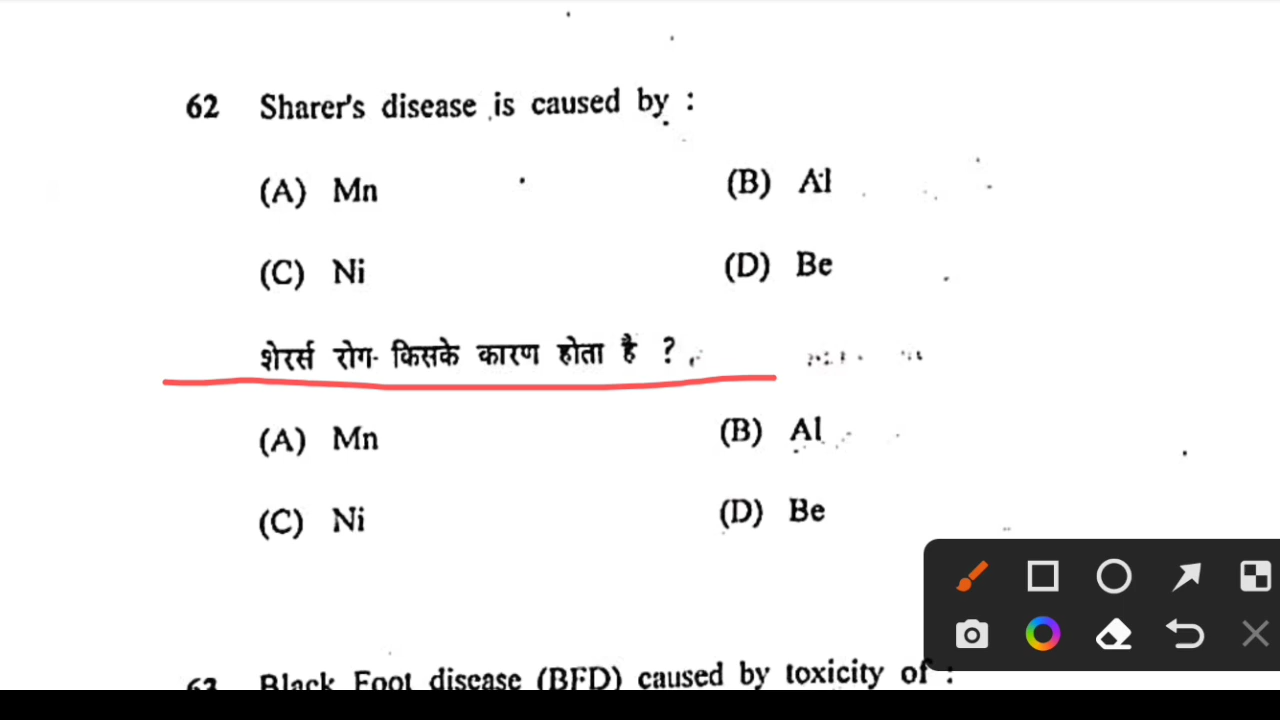 62 Sharer's disease is caused by :
(A) Mn (B) Al
(C) Ni (D) Be
शेरर्स रोग किसके कारण होता है ?
(A) Mn (B) Al
(C) Ni (D) Be
63 Black Foot disease (BFD) caused by toxicity of :